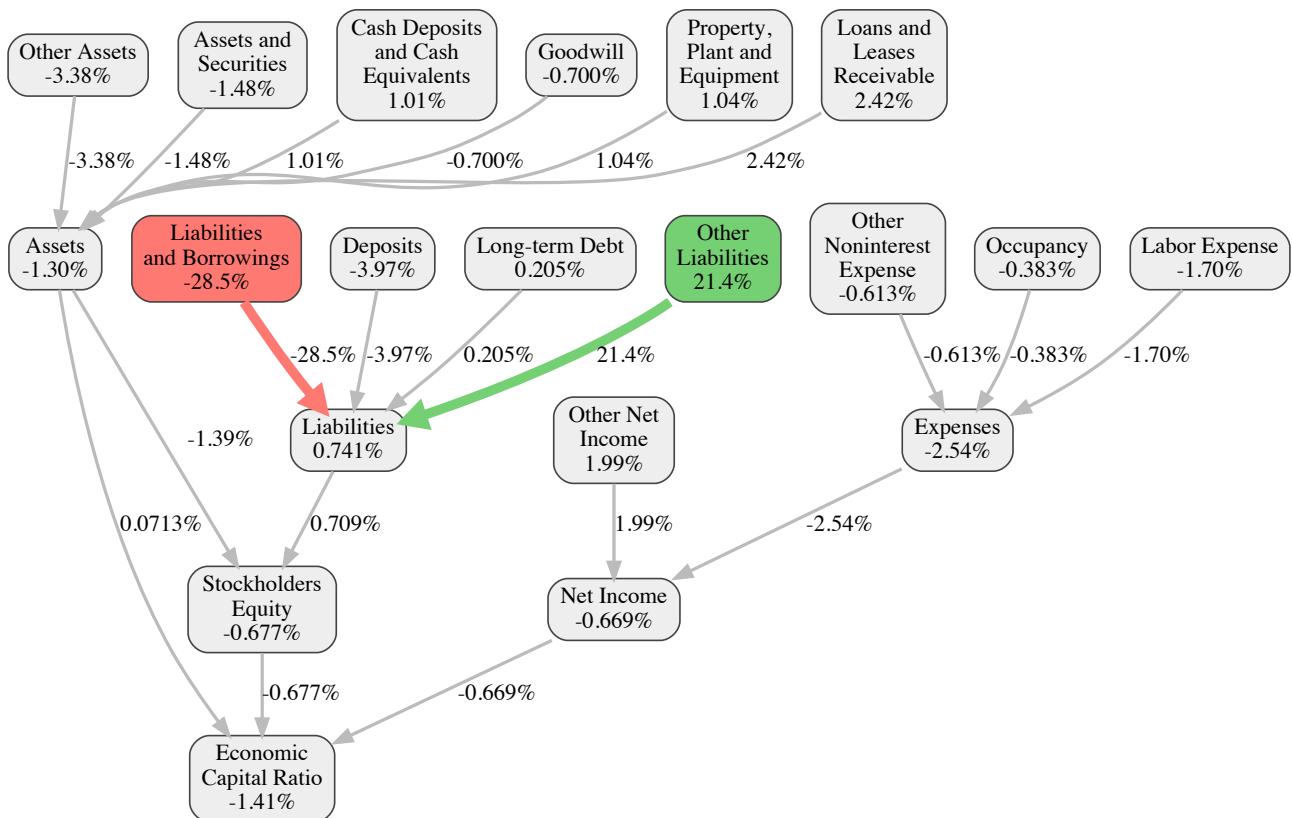 Other Assets
-3.38%
Assets and
Securities
-1.48%
Cash Deposits
and Cash
Equivalents
1.01%
Goodwill
-0.700%
Property,
Plant and
Equipment
1.04%
Loans and
Leases
Receivable
2.42%
-3.38%
-1.48%
1.01%
-0.700%
1.04%
2.42%
Assets
-1.30%
Liabilities
and Borrowings
-28.5%
Deposits
-3.97%
Long-term Debt
0.205%
Other
Liabilities
21.4%
Other
Noninterest
Expense
-0.613%
Occupancy
-0.383%
Labor Expense
-1.70%
-28.5%
-3.97%
0.205%
21.4%
-0.613%
-0.383%
-1.70%
-1.39%
Liabilities
0.741%
Other Net
Income
1.99%
Expenses
-2.54%
0.0713%
0.709%
1.99%
-2.54%
Stockholders
Equity
-0.677%
Net Income
-0.669%
-0.677%
-0.669%
Economic
Capital Ratio
-1.41%